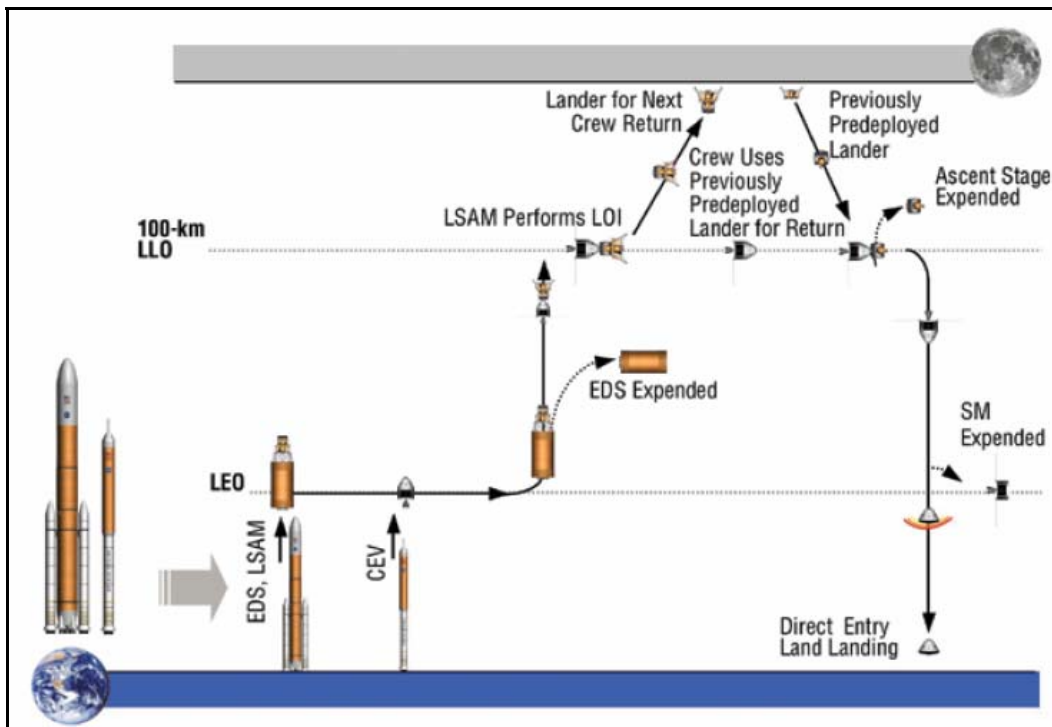 Lander for Next
Crew Return
Previously
Predeployed
Lander
Crew Uses
Previously
Predeployed
Lander for Return
Ascent Stage
Expended
LSAM Performs LOI
100-km
LLO
EDS Expended
SM
Expended
LEO
EDS, LSAM
CEV
Direct Entry
Land Landing